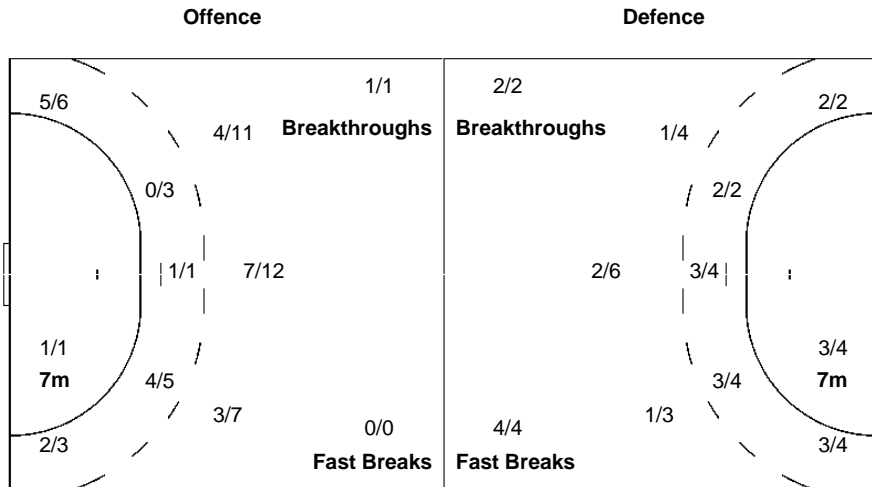 Offence Defence
1/1 2/2
5/6 2/2
4/11 Breakthroughs Breakthroughs 1/4
0/3 2/2
1/1 7/12 2/6 3/4
1/1 3/4
7m 4/5 3/4 7m
3/7 0/0 4/4 1/3
2/3 3/4
Fast Breaks Fast Breaks